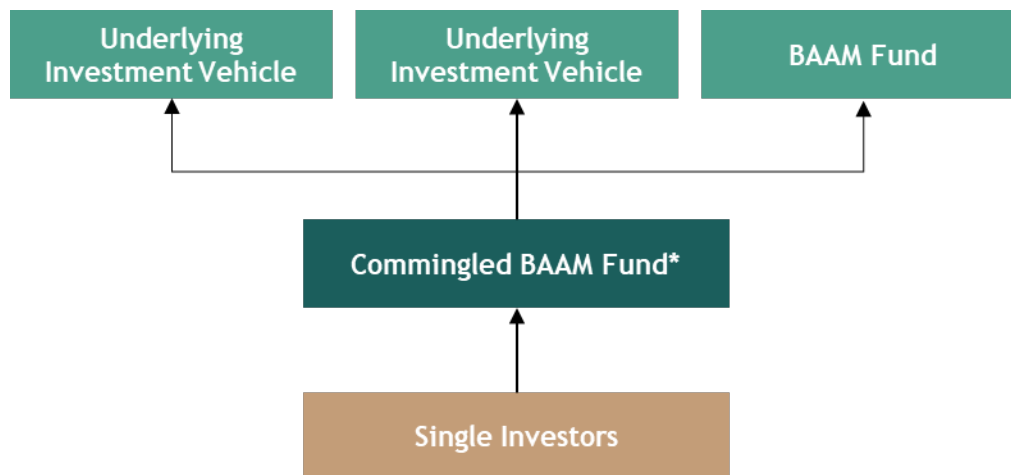 Underlying
Investment Vehicle
Underlying
Investment Vehicle
BAAM Fund
Commingled BAAM Fund*
Single Investors